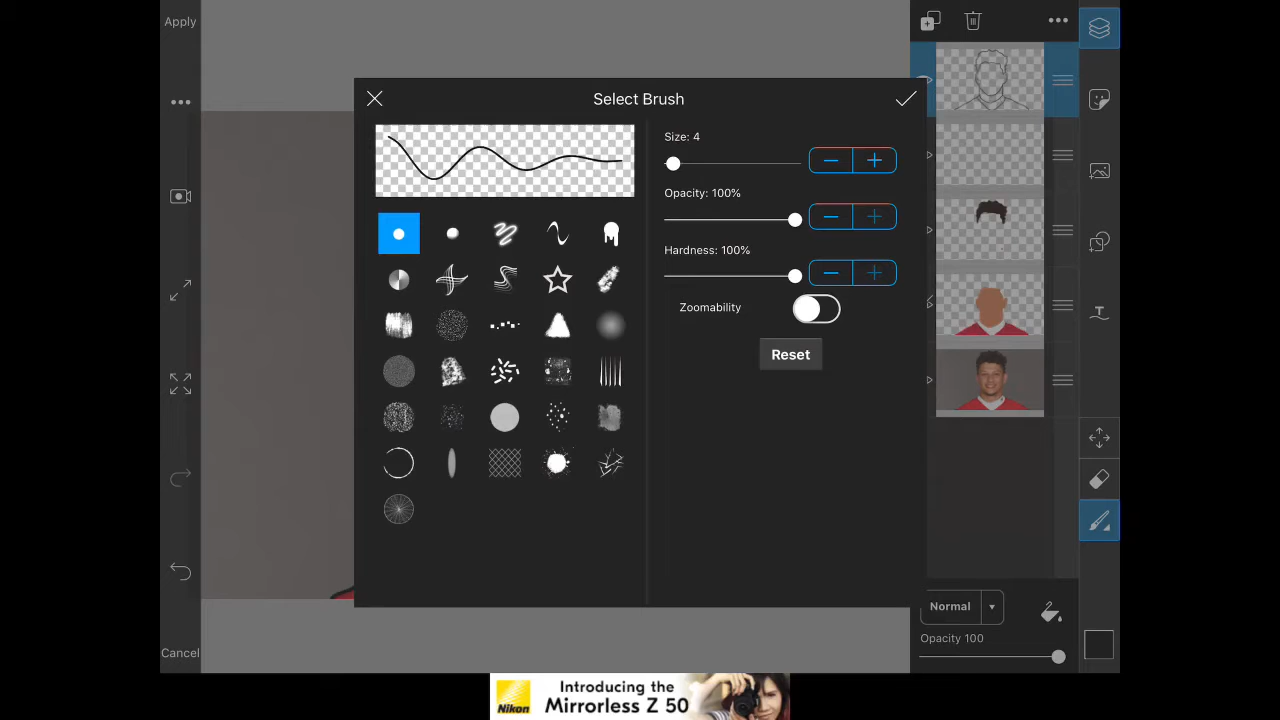 Apply
Select Brush
Size: 4
Opacity: 100%
Hardness: 100%
Zoomability
Reset
Normal
Opacity 100
Cancel
Nikon
Introducing the
Mirrorless Z 50